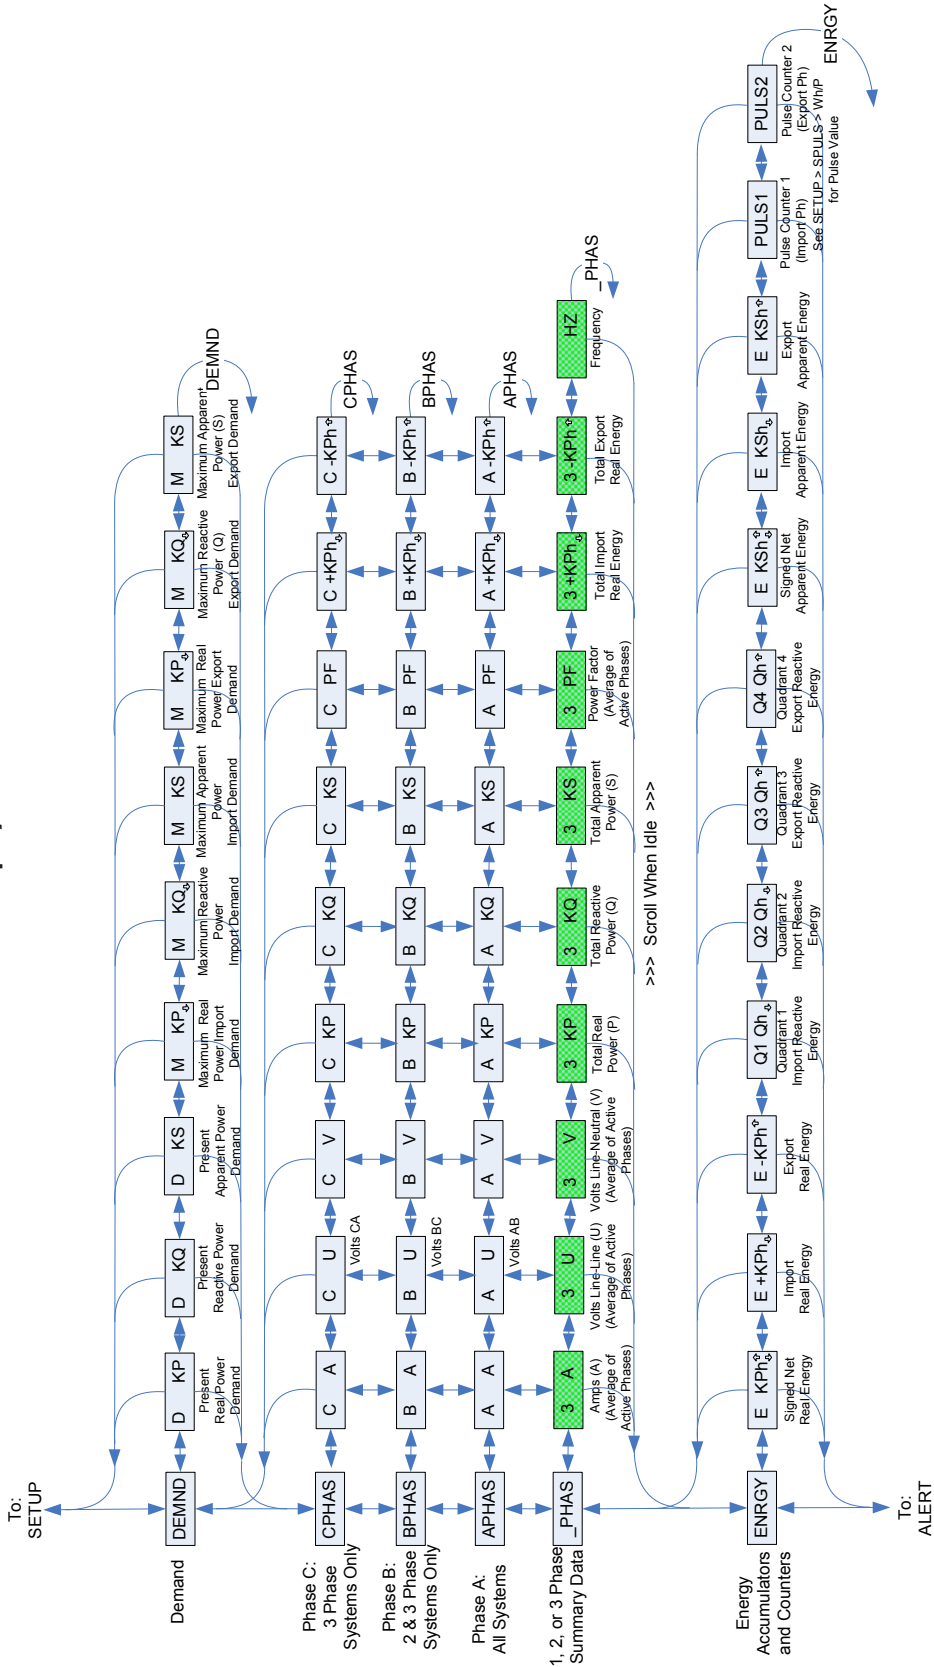 To:
SETUP
Demand
DEMND
D KP
Present
Real Power
Demand
D KQ
Present
Reactive Power
Demand
D KS
Present
Apparent Power
Demand
M KP
Maximum Real
Power Import
Demand
M KQ
Maximum Reactive
Power
Import Demand
M KS
Maximum Apparent
Power
Import Demand
M KP
Maximum Real
Power Export
Demand
M KQ
Maximum Reactive
Power (Q)
Export Demand
M KS
Maximum Apparent
Power (S)
Export Demand
DEMND
Phase C:
3 Phase
Systems Only
CPHAS
C A
C U
Volts CA
C V
C KP
C KQ
C KS
C PF
C +KPh
C -KPh
CPHAS
Phase B:
2 & 3 Phase
Systems Only
BPHAS
B A
B U
Volts BC
B V
B KP
B KQ
B KS
B PF
B +KPh
B -KPh
BPHAS
Phase A:
All Systems
APHAS
A A
A U
Volts AB
A V
A KP
A KQ
A KS
A PF
A +KPh
A -KPh
APHAS
1, 2, or 3 Phase
Summary Data
_PHAS
3 A
Amps (A)
(Average of
Active Phases)
3 U
Volts Line-Line (U)
(Average of Active
Phases)
3 V
Volts Line-Neutral (V)
(Average of Active
Phases)
3 KP
Total Real
Power (P)
3 KQ
Total Reactive
Power (Q)
3 KS
Total Apparent
Power (S)
3 PF
Power Factor
(Average of
Active Phases)
3 +KPh
Total Import
Real Energy
3 -KPh
Total Export
Real Energy
HZ
Frequency
_PHAS
>>> Scroll When Idle >>>
Energy
Accumulators
and Counters
ENRGY
E KPh
Signed Net
Real Energy
E +KPh
Import
Real Energy
E -KPh
Export
Real Energy
Q1 Qh
Quadrant 1
Import Reactive
Energy
Q2 Qh
Quadrant 2
Import Reactive
Energy
Q3 Qh
Quadrant 3
Export Reactive
Energy
Q4 Qh
Quadrant 4
Export Reactive
Energy
E KSh
Signed Net
Apparent Energy
E KSh
Import
Apparent Energy
E KSh
Export
Apparent Energy
PULS1
Pulse Counter 1
(Import Ph)
PULS2
Pulse Counter 2
(Export Ph)
See SETUP > SPULS > Wh/P
for Pulse Value
ENRGY
To:
ALERT